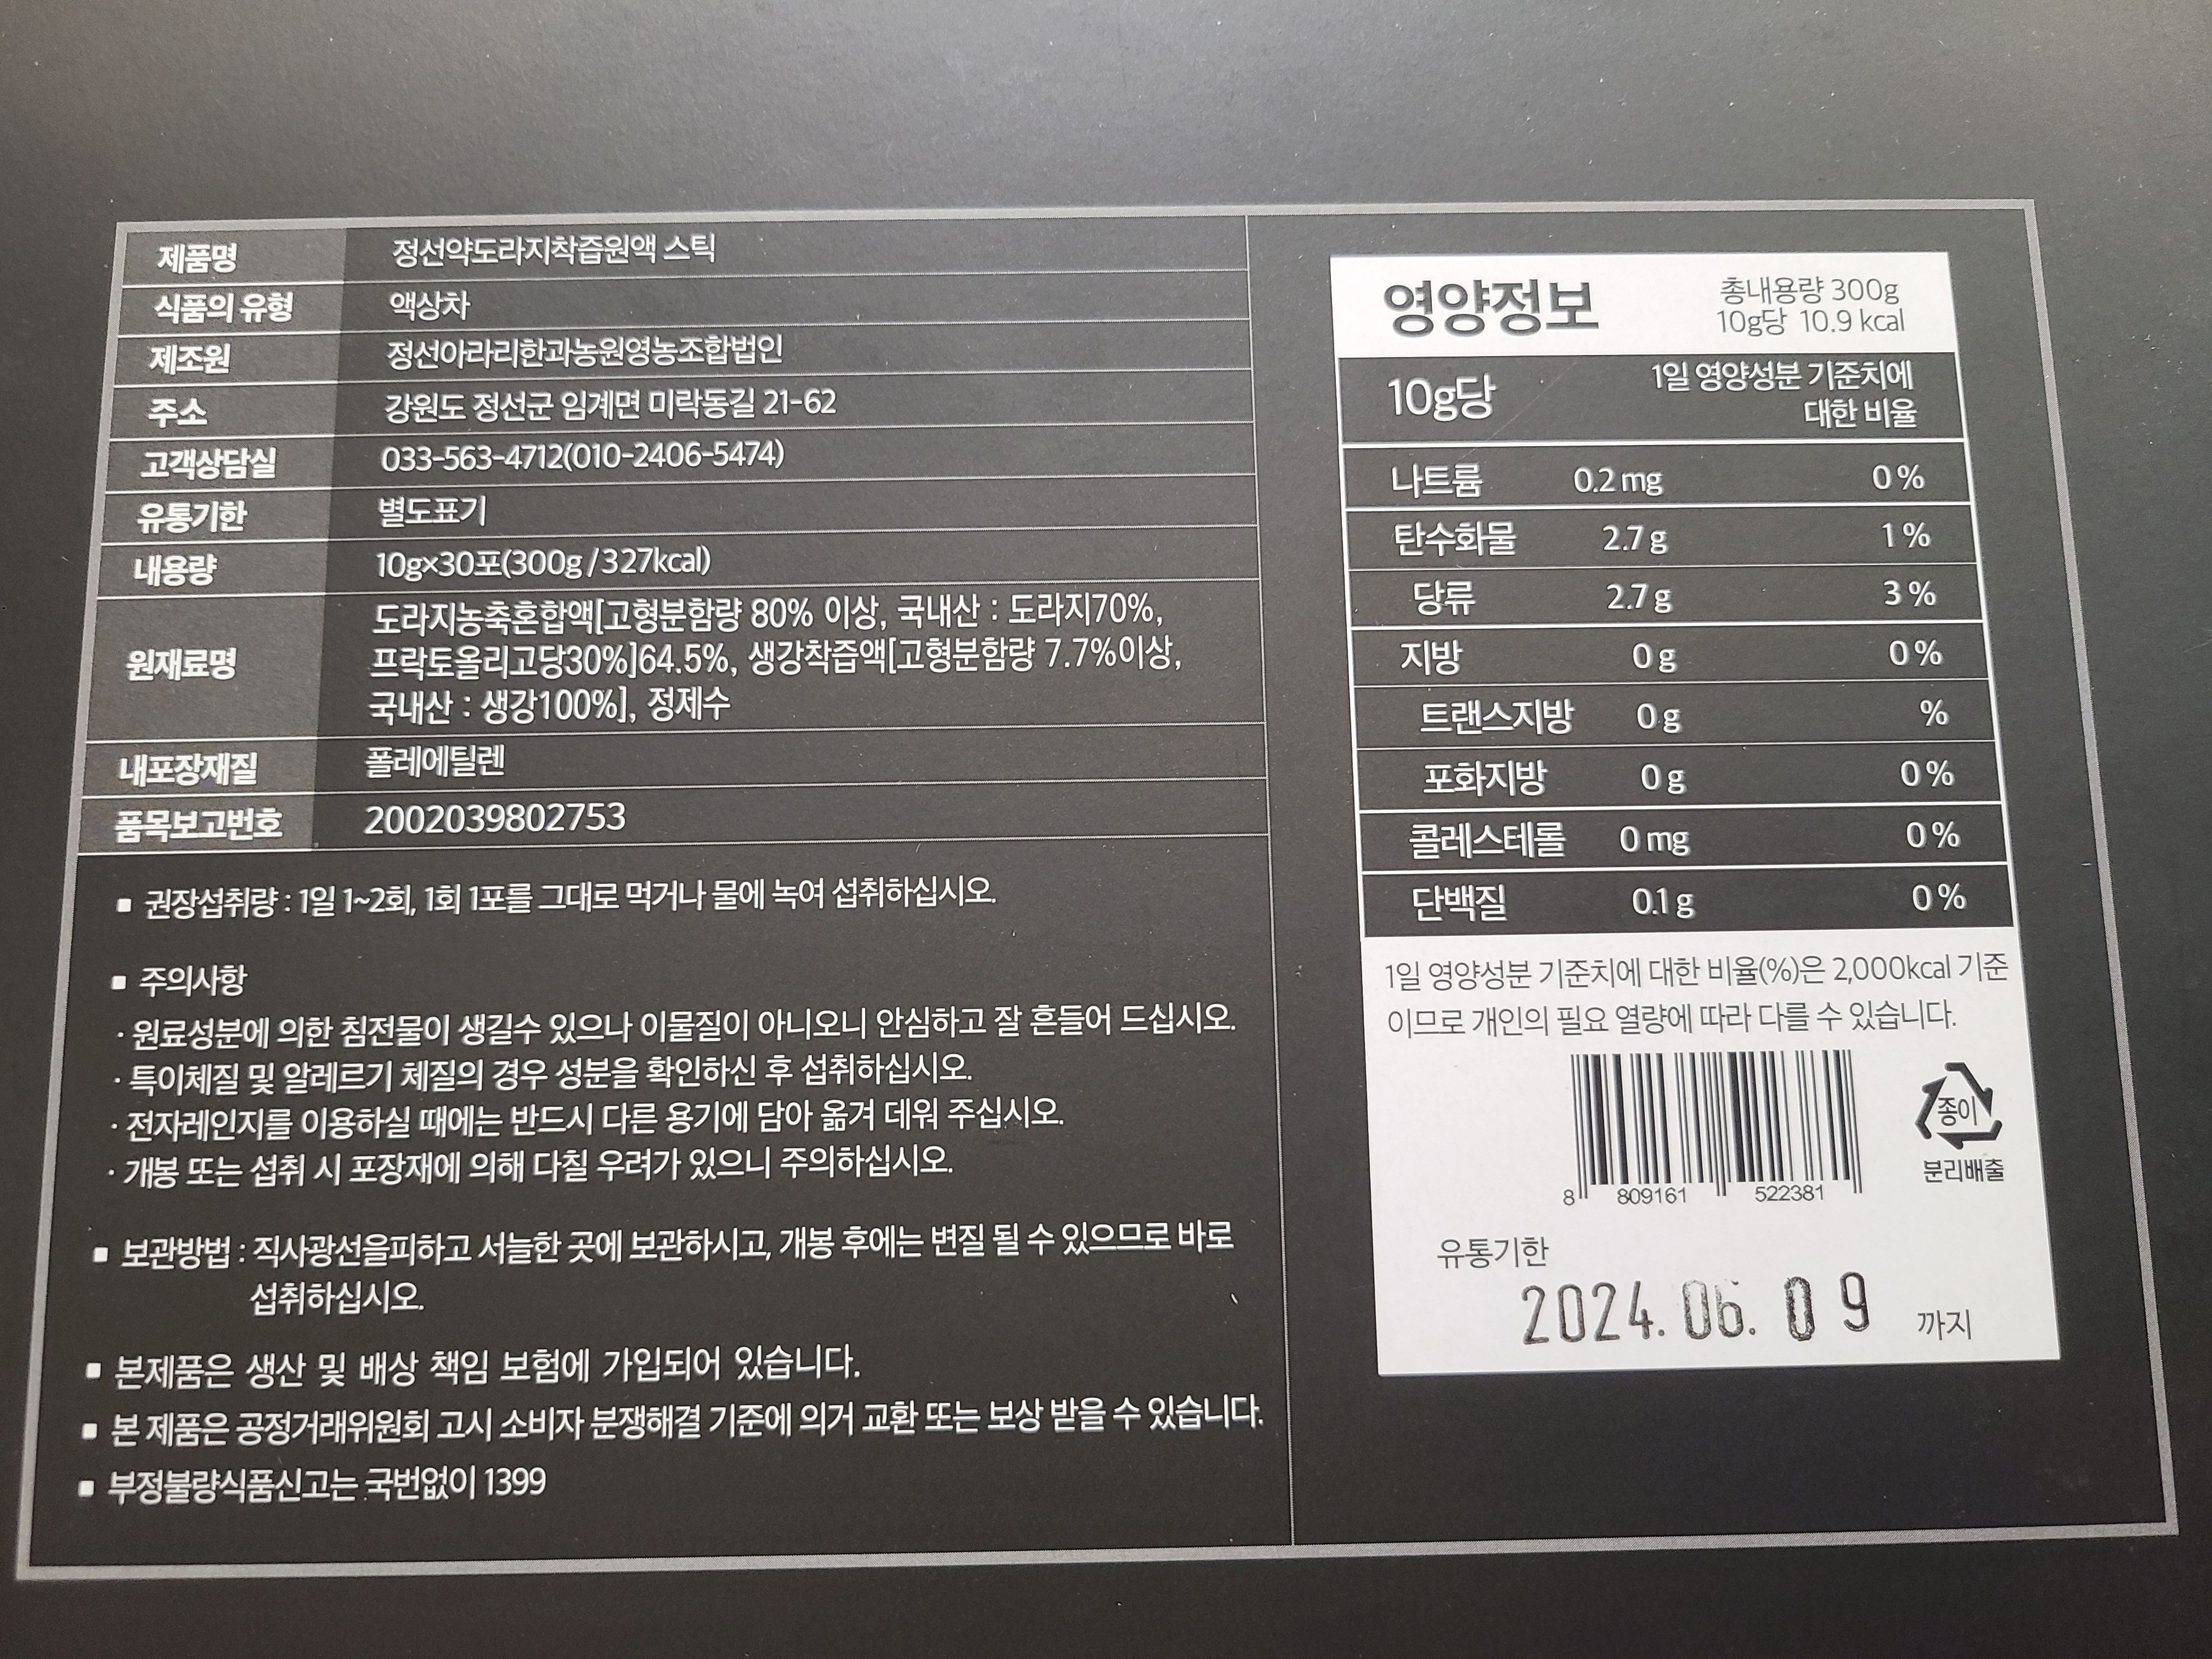 제품명 정선약도라지착즙원액 스틱
식품의 유형 액상차
제조원 정선아라리한과농원영농조합법인
주소 강원도 정선군 임계면 미락동길 21-62
고객상담실 033-563-4712(010-2406-5474)
유통기한 별도표기
내용량 10g×30포(300g/327kcal)
원재료명 도라지농축혼합액[고형분함량 80% 이상, 국내산 : 도라지70%,
프락토올리고당30%]64.5%, 생강착즙액[고형분함량 7.7%이상,
국내산 : 생강100%], 정제수
내포장재질 폴레에틸렌
품목보고번호 2002039802753
▪ 권장섭취량 : 1일 1~2회, 1회 1포를 그대로 먹거나 물에 녹여 섭취하십시오.
▪ 주의사항
· 원료성분에 의한 침전물이 생길수 있으나 이물질이 아니오니 안심하고 잘 흔들어 드십시오.
· 특이체질 및 알레르기 체질의 경우 성분을 확인하신 후 섭취하십시오.
· 전자레인지를 이용하실 때에는 반드시 다른 용기에 담아 옮겨 데워 주십시오.
· 개봉 또는 섭취 시 포장재에 의해 다칠 우려가 있으니 주의하십시오.
▪ 보관방법 : 직사광선을피하고 서늘한 곳에 보관하시고, 개봉 후에는 변질 될 수 있으므로 바로
섭취하십시오.
▪ 본제품은 생산 및 배상 책임 보험에 가입되어 있습니다.
▪ 본 제품은 공정거래위원회 고시 소비자 분쟁해결 기준에 의거 교환 또는 보상 받을 수 있습니다.
▪ 부정불량식품신고는 국번없이 1399
영양정보
총내용량 300g
10g당 10.9 kcal
10g당
1일 영양성분 기준치에
대한 비율
나트륨 0.2 mg 0 %
탄수화물 2.7 g 1 %
당류 2.7 g 3 %
지방 0 g 0 %
트랜스지방 0 g %
포화지방 0 g 0 %
콜레스테롤 0 mg 0 %
단백질 0.1 g 0 %
1일 영양성분 기준치에 대한 비율(%)은 2,000kcal 기준
이므로 개인의 필요 열량에 따라 다를 수 있습니다.
8 809161 522381
종이
분리배출
유통기한
2024. 06. 09 까지